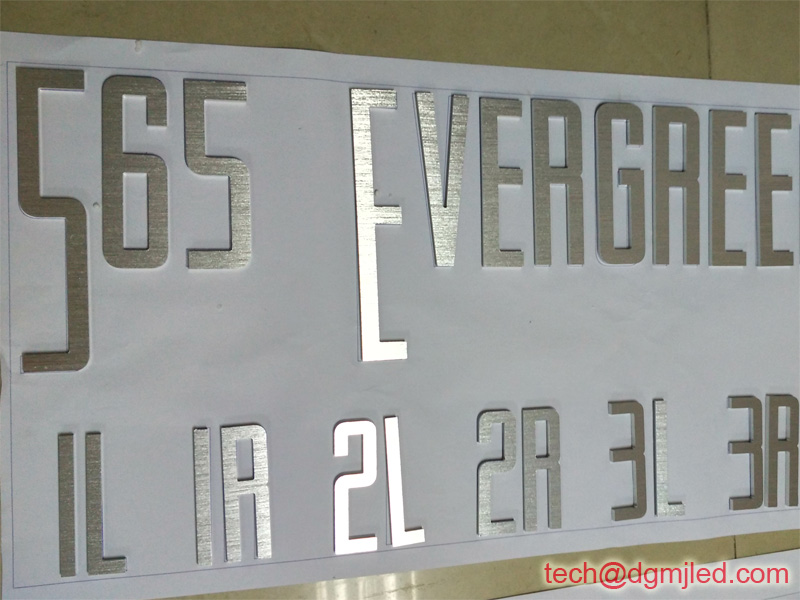 565 EVERGREE
1L 1R 2L 2R 3L 3R
tech@dgmjled.com